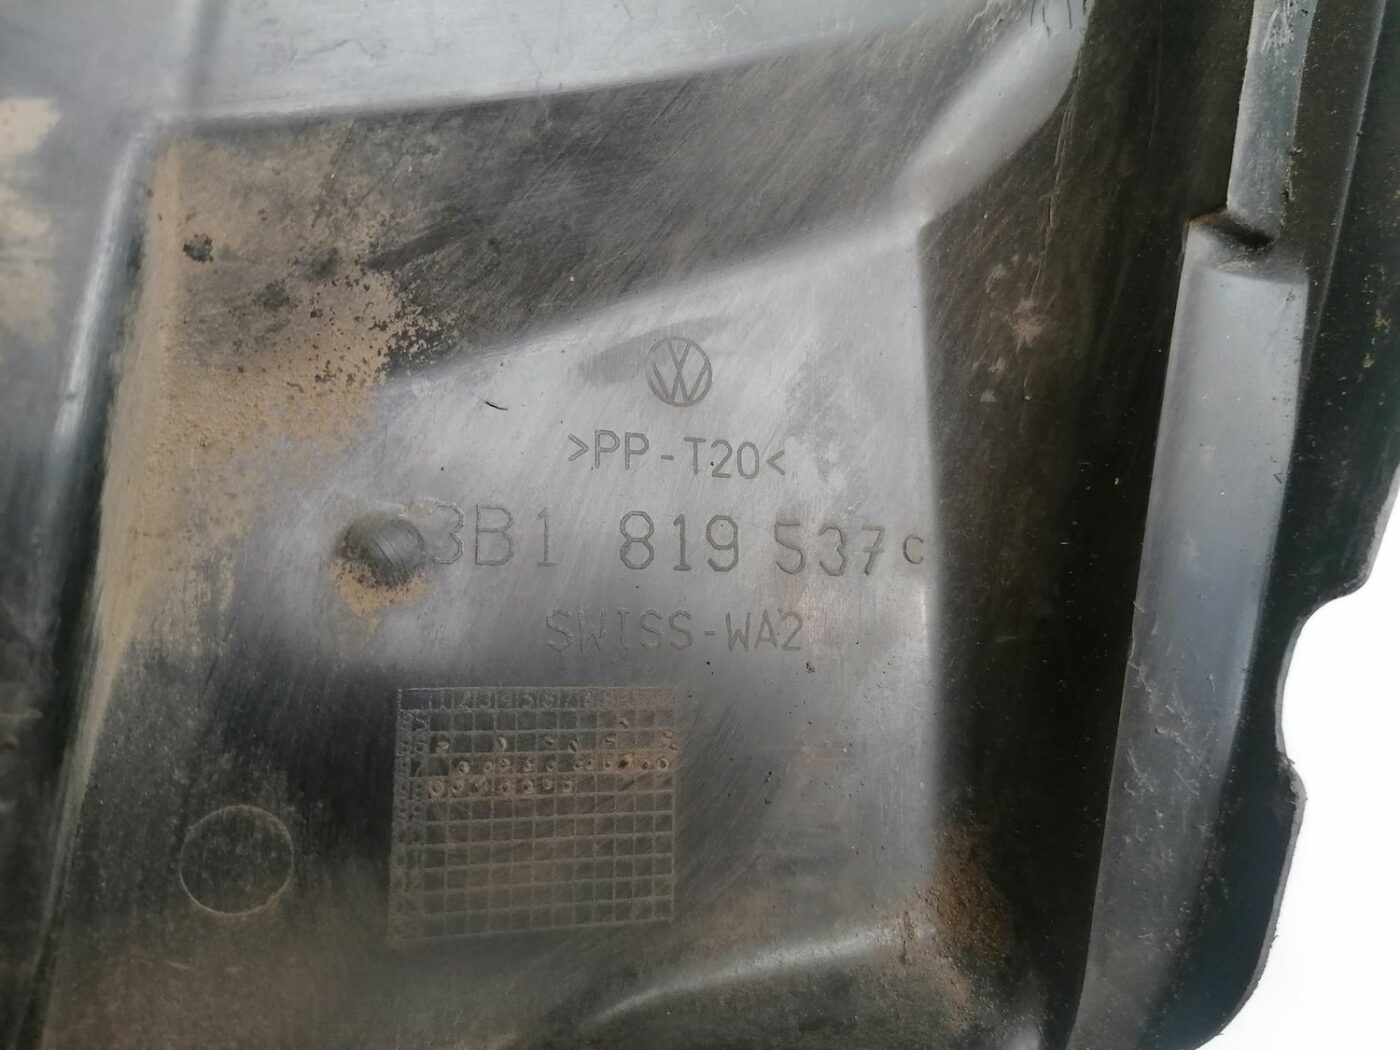 >PP-T20<
3B1 819 537 C
SWISS-WA2